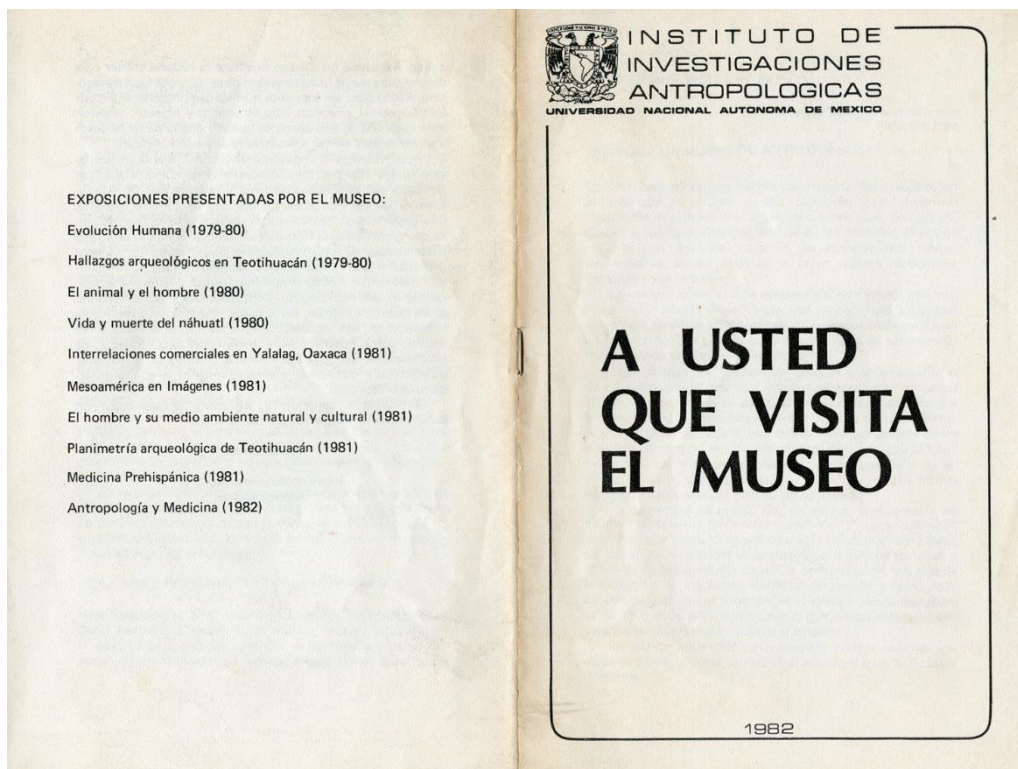 EXPOSICIONES PRESENTADAS POR EL MUSEO:
Evolución Humana (1979-80)
Hallazgos arqueológicos en Teotihuacán (1979-80)
El animal y el hombre (1980)
Vida y muerte del náhuatl (1980)
Interrelaciones comerciales en Yalalag, Oaxaca (1981)
Mesoamérica en Imágenes (1981)
El hombre y su medio ambiente natural y cultural (1981)
Planimetría arqueológica de Teotihuacán (1981)
Medicina Prehispánica (1981)
Antropología y Medicina (1982)
INSTITUTO DE
INVESTIGACIONES
ANTROPOLOGICAS
UNIVERSIDAD NACIONAL AUTONOMA DE MEXICO
A USTED
QUE VISITA
EL MUSEO
1982